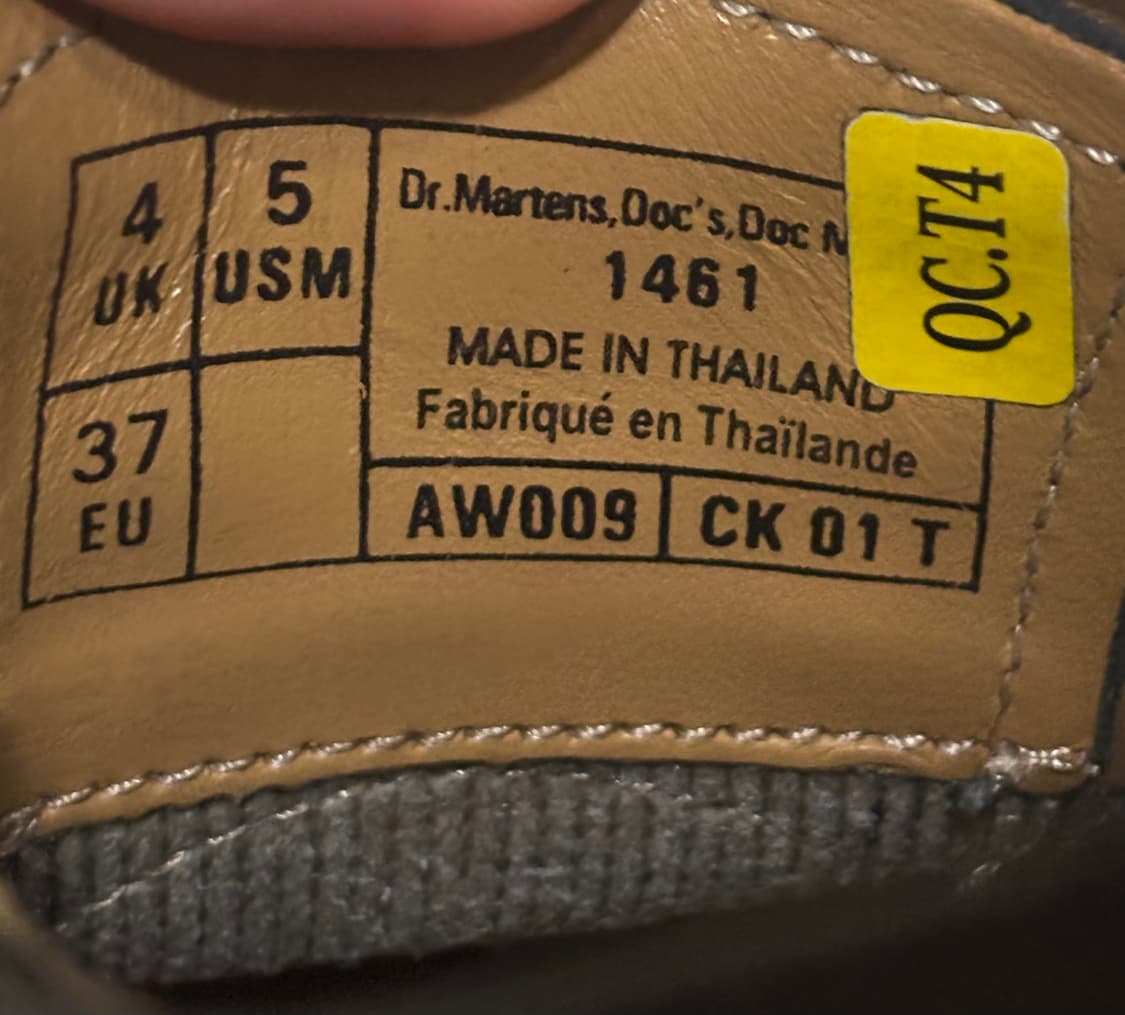 4
UK
5
USM
37
EU
Dr.Martens,Doc's,Doc
1461
MADE IN THAILAND
Fabriqué en Thaïlande
AW009
CK 01 T
QC.T4